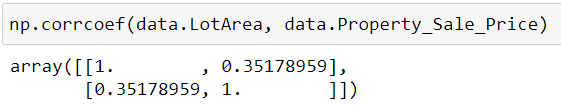 np.corrcoef(data.LotArea, data.Property_Sale_Price)
array([[1.        , 0.35178959],
       [0.35178959, 1.        ]])